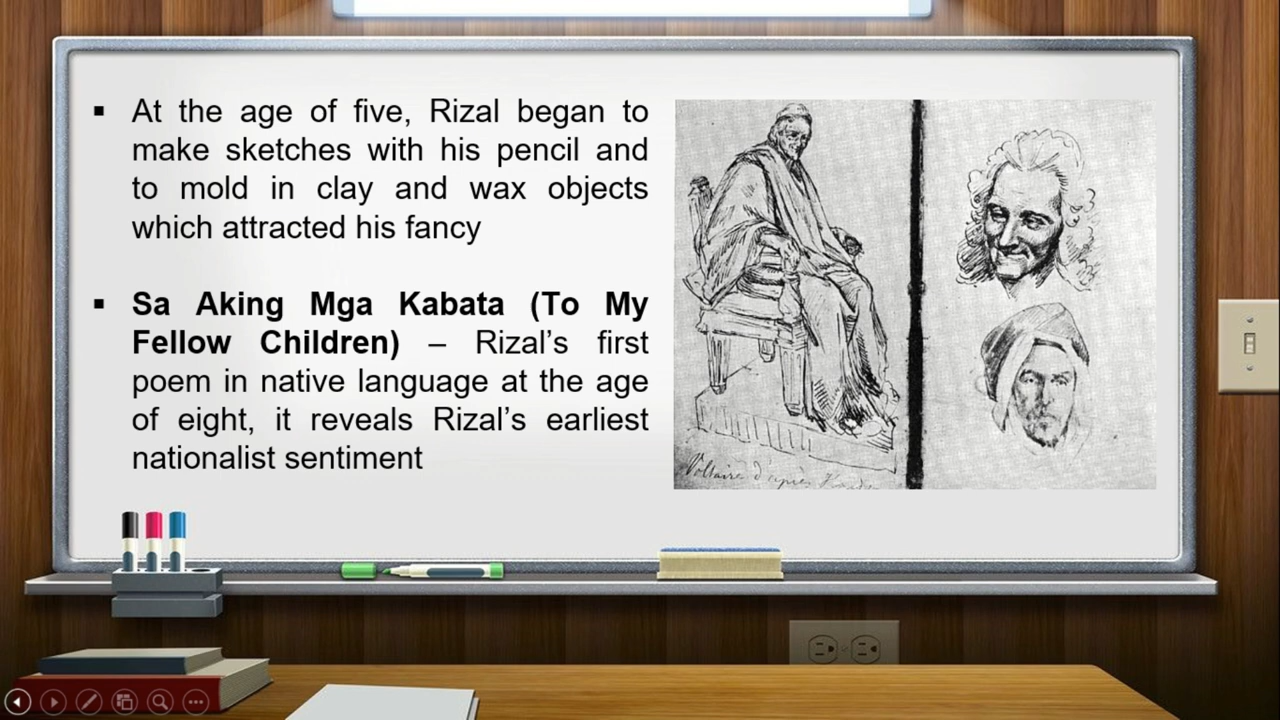 ▪ At the age of five, Rizal began to
make sketches with his pencil and
to mold in clay and wax objects
which attracted his fancy
▪ Sa Aking Mga Kabata (To My
Fellow Children) – Rizal’s first
poem in native language at the age
of eight, it reveals Rizal’s earliest
nationalist sentiment
Voltaire d'après